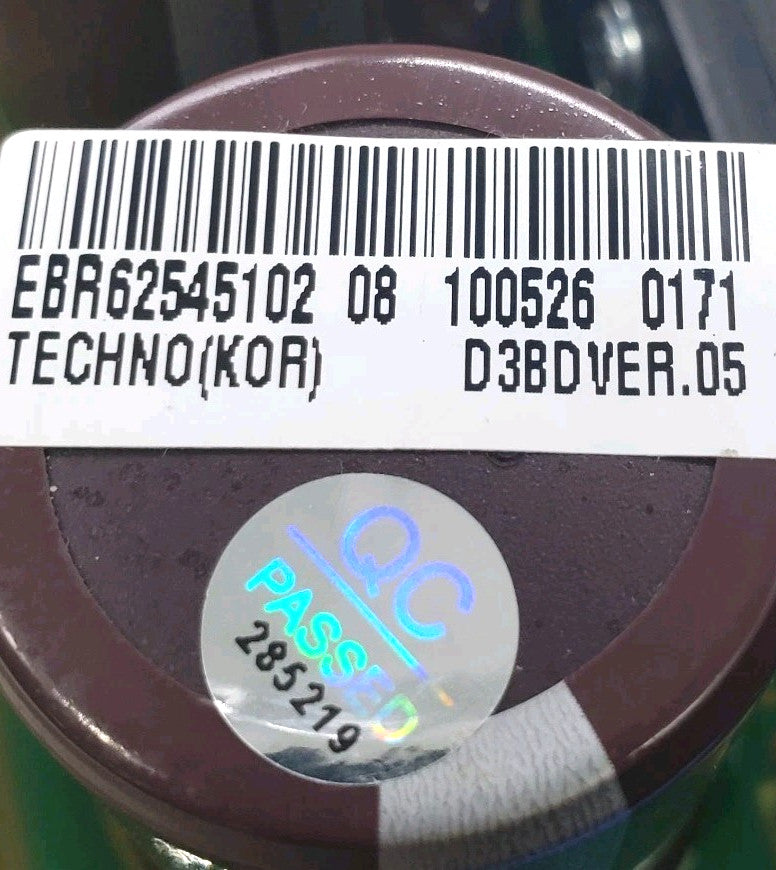 EBR62545102 08 100526 0171
TECHNO(KOR) D3BDVER.05
QC
PASSED
285219